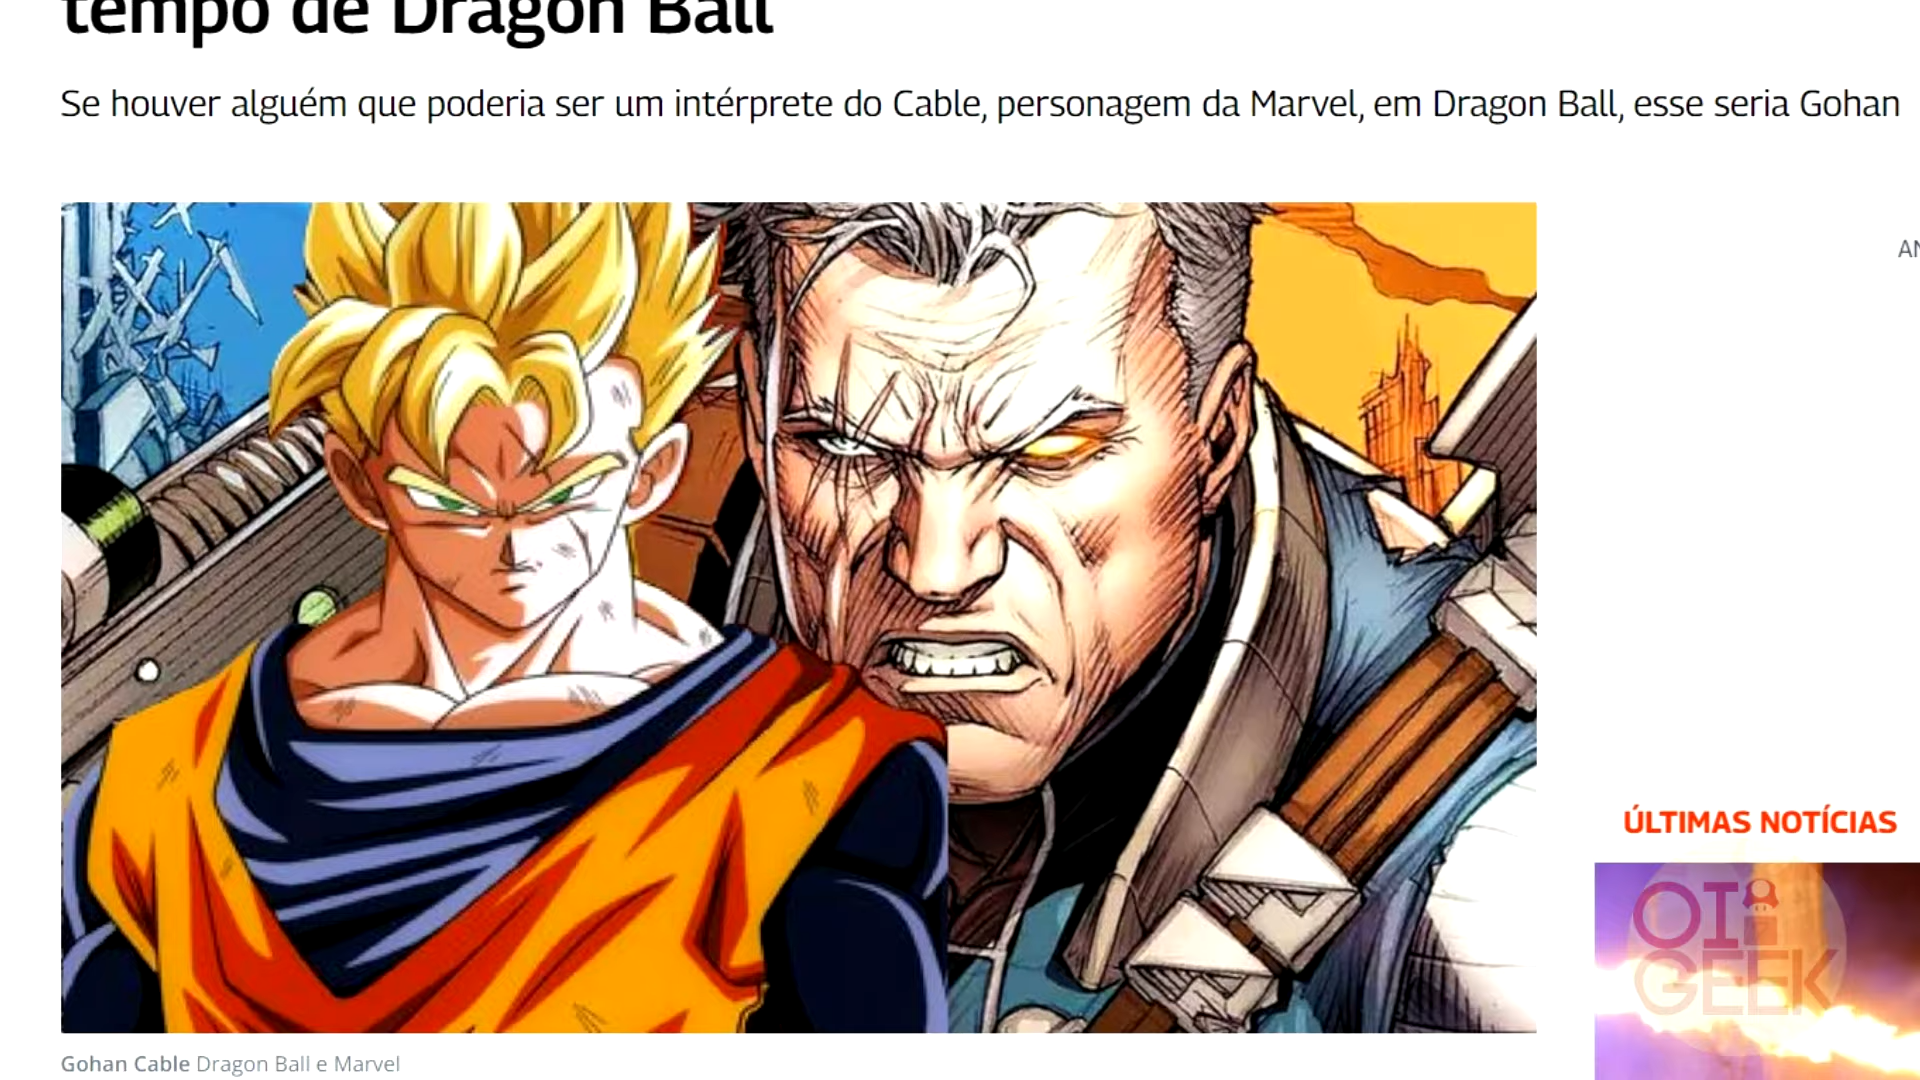 tempo de Dragon Ball
Se houver alguém que poderia ser um intérprete do Cable, personagem da Marvel, em Dragon Ball, esse seria Gohan
AN
ÚLTIMAS NOTÍCIAS
OI
GEEK
Gohan Cable Dragon Ball e Marvel